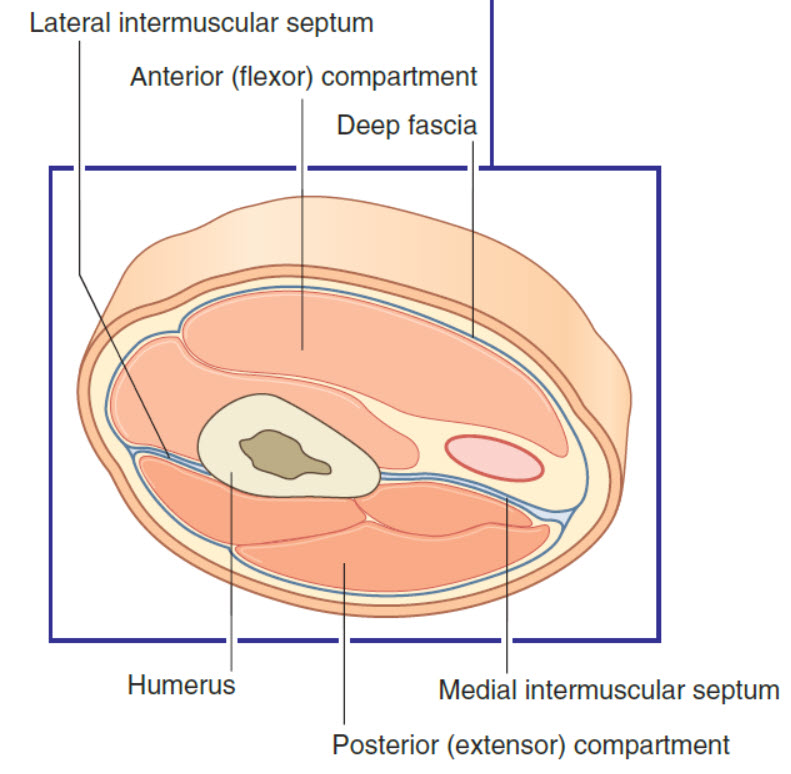 Lateral intermuscular septum
Anterior (flexor) compartment
Deep fascia
Humerus
Medial intermuscular septum
Posterior (extensor) compartment